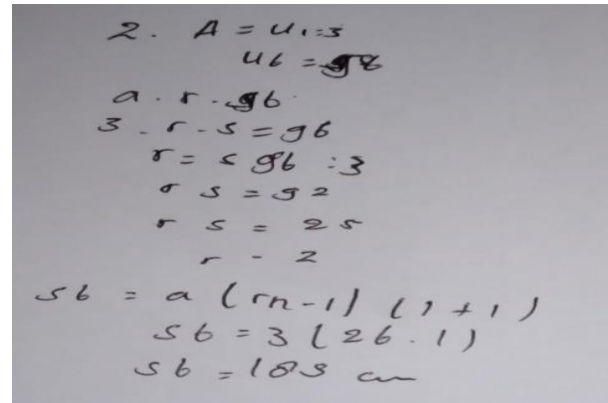 2. A = U1=3
U6 = 96
a . r . 96
3 . r . 5 = 96
r = 5 96 : 3
r 5 = 92
r 5 = 25
r - 2
S6 = a (rn-1) (1+1)
S6 = 3 (26.1)
S6 = 189 cm